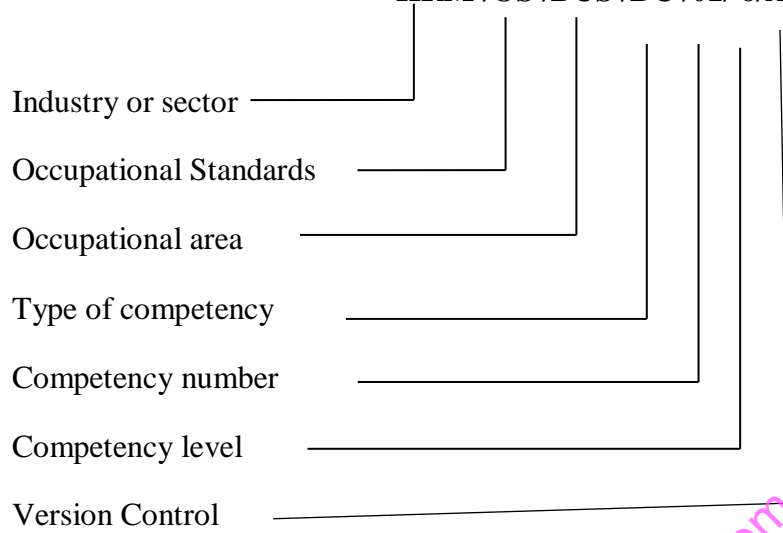 Industry or sector
Occupational Standards
Occupational area
Type of competency
Competency number
Competency level
Version Control